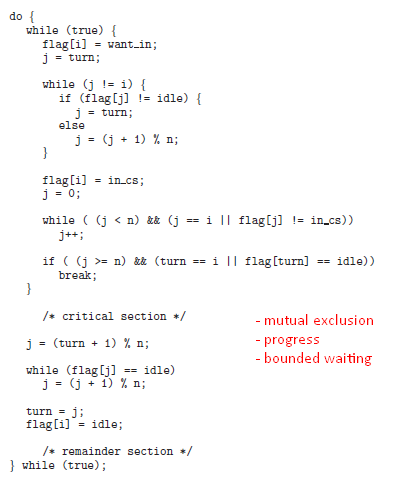 do {
while (true) {
flag[i] = want_in;
j = turn;
while (j != i) {
if (flag[j] != idle) {
j = turn;
else
j = (j + 1) % n;
}
flag[i] = in_cs;
j = 0;
while ( (j < n) && (j == i || flag[j] != in_cs))
j++;
if ( (j >= n) && (turn == i || flag[turn] == idle))
break;
}
/* critical section */
j = (turn + 1) % n;
while (flag[j] == idle)
j = (j + 1) % n;
turn = j;
flag[i] = idle;
/* remainder section */
} while (true);
- mutual exclusion
- progress
- bounded waiting